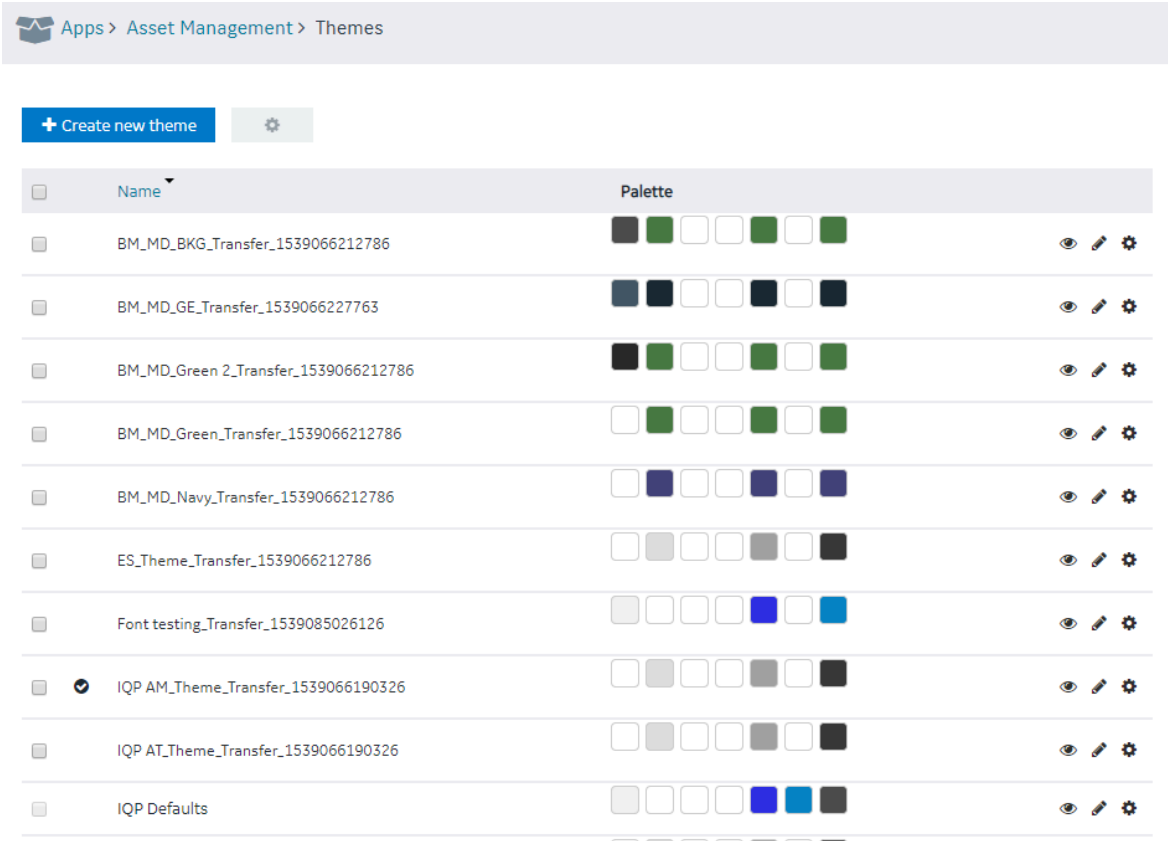 Apps > Asset Management > Themes
Create new theme
Name Palette
BM_MD_BKG_Transfer_1539066212786
BM_MD_GE_Transfer_1539066227763
BM_MD_Green 2_Transfer_1539066212786
BM_MD_Green_Transfer_1539066212786
BM_MD_Navy_Transfer_1539066212786
ES_Theme_Transfer_1539066212786
Font testing_Transfer_1539085026126
IQP AM_Theme_Transfer_1539066190326
IQP AT_Theme_Transfer_1539066190326
IQP Defaults